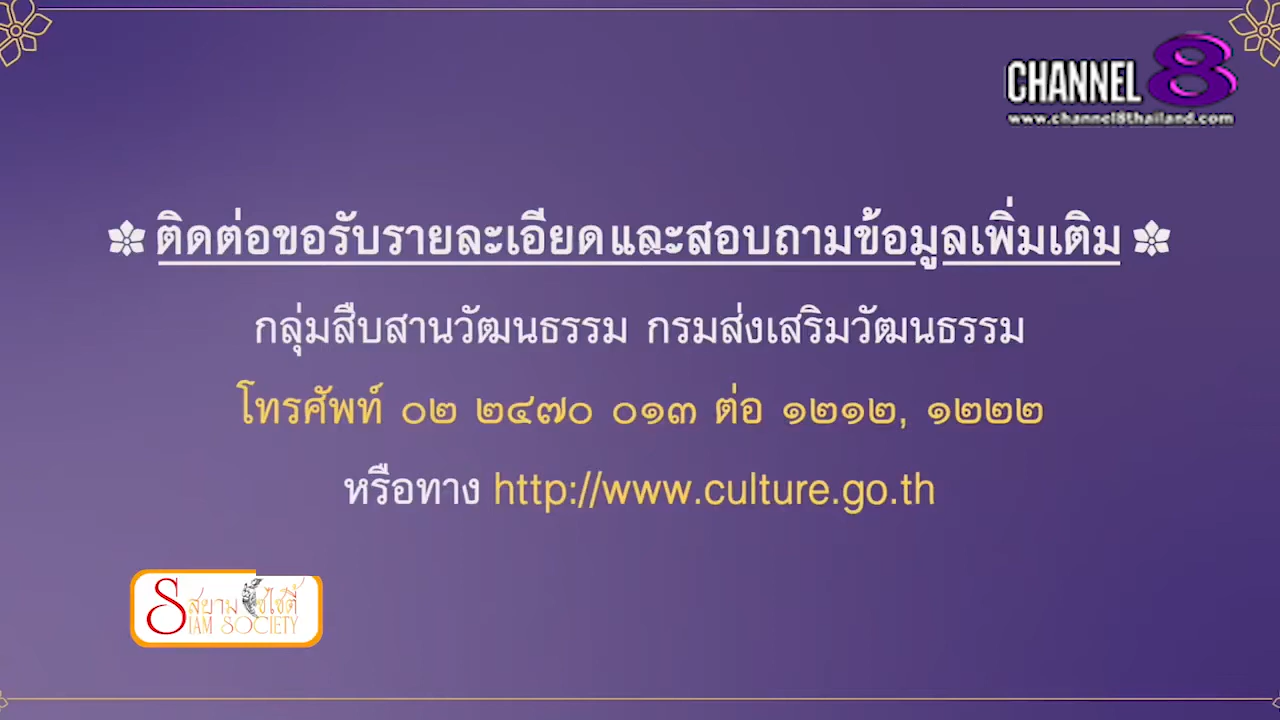 CHANNEL 8
www.channel8thailand.com
ติดต่อขอรับรายละเอียดและสอบถามข้อมูลเพิ่มเติม
กลุ่มสืบสานวัฒนธรรม กรมส่งเสริมวัฒนธรรม
โทรศัพท์ ๐๒ ๒๔๗๐ ๐๑๓ ต่อ ๑๒๑๒, ๑๒๒๒
หรือทาง http://www.culture.go.th
สยาม โซไซตี้
SIAM SOCIETY